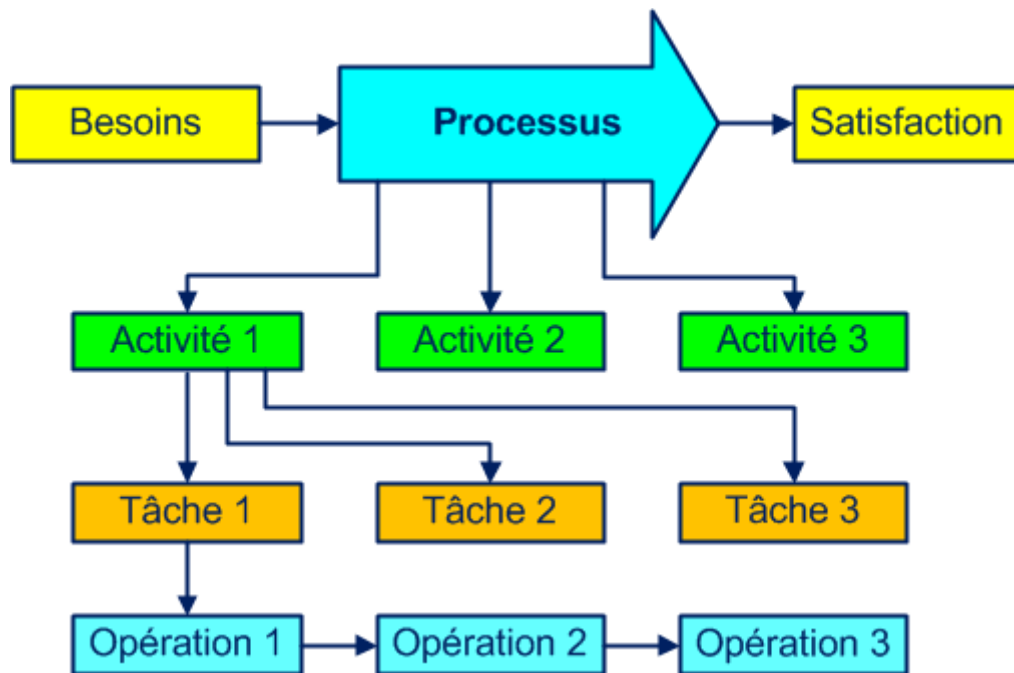 Besoins
Processus
Satisfaction
Activité 1
Activité 2
Activité 3
Tâche 1
Tâche 2
Tâche 3
Opération 1
Opération 2
Opération 3